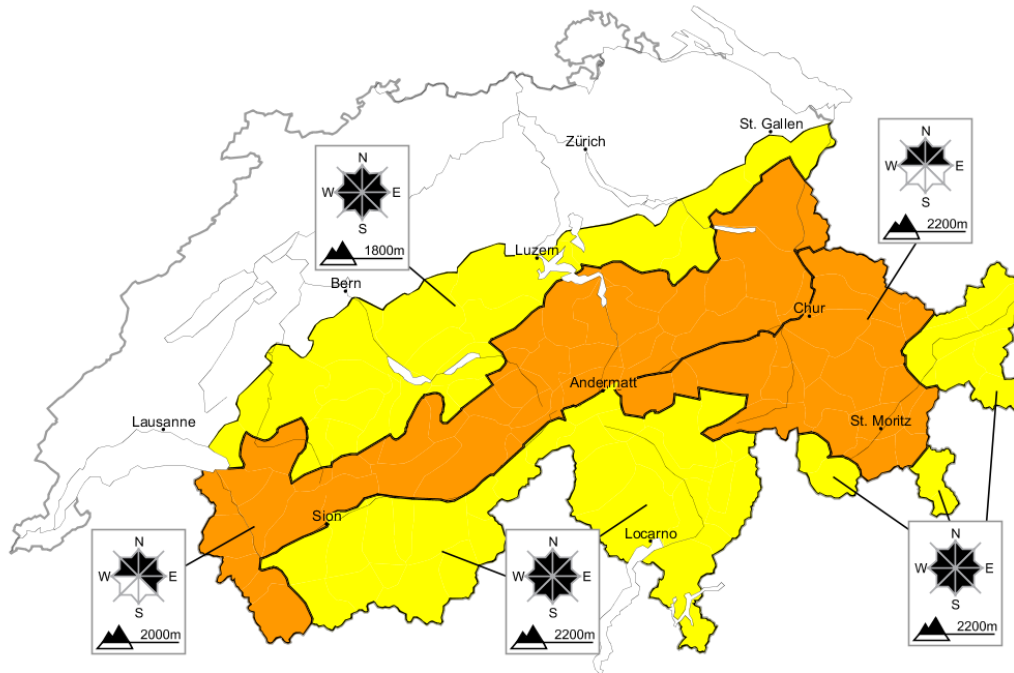 St. Gallen
Zürich
N
W E
S
2200m
N
W E
S
1800m
Luzern
Bern
Chur
Andermatt
Lausanne
St. Moritz
Sion
Locarno
N
W E
S
2000m
N
W E
S
2200m
N
W E
S
2200m